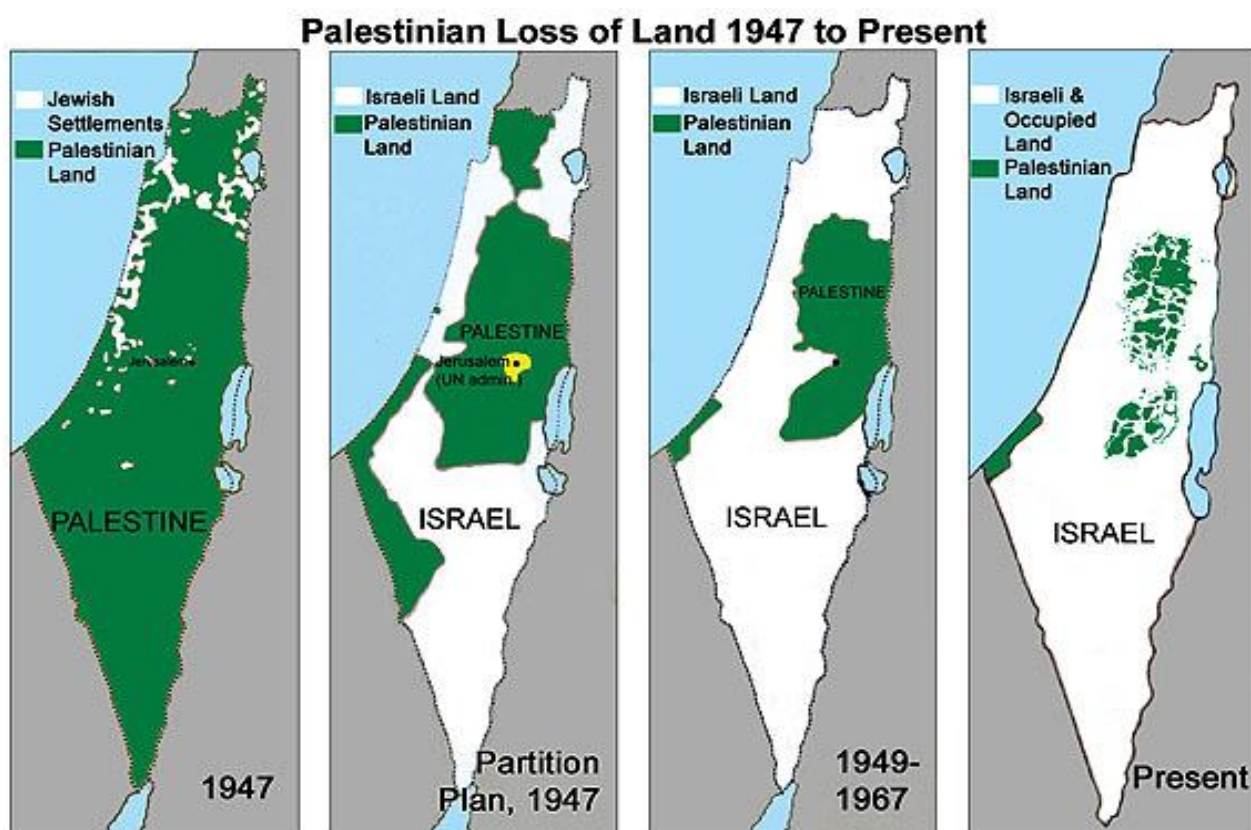 Palestinian Loss of Land 1947 to Present
Jewish
Settlements
Palestinian
Land
Jerusalem
PALESTINE
1947
Israeli Land
Palestinian
Land
PALESTINE
Jerusalem
(UN admin.)
ISRAEL
Partition
Plan, 1947
Israeli Land
Palestinian
Land
PALESTINE
ISRAEL
1949-
1967
Israeli &
Occupied
Land
Palestinian
Land
ISRAEL
Present